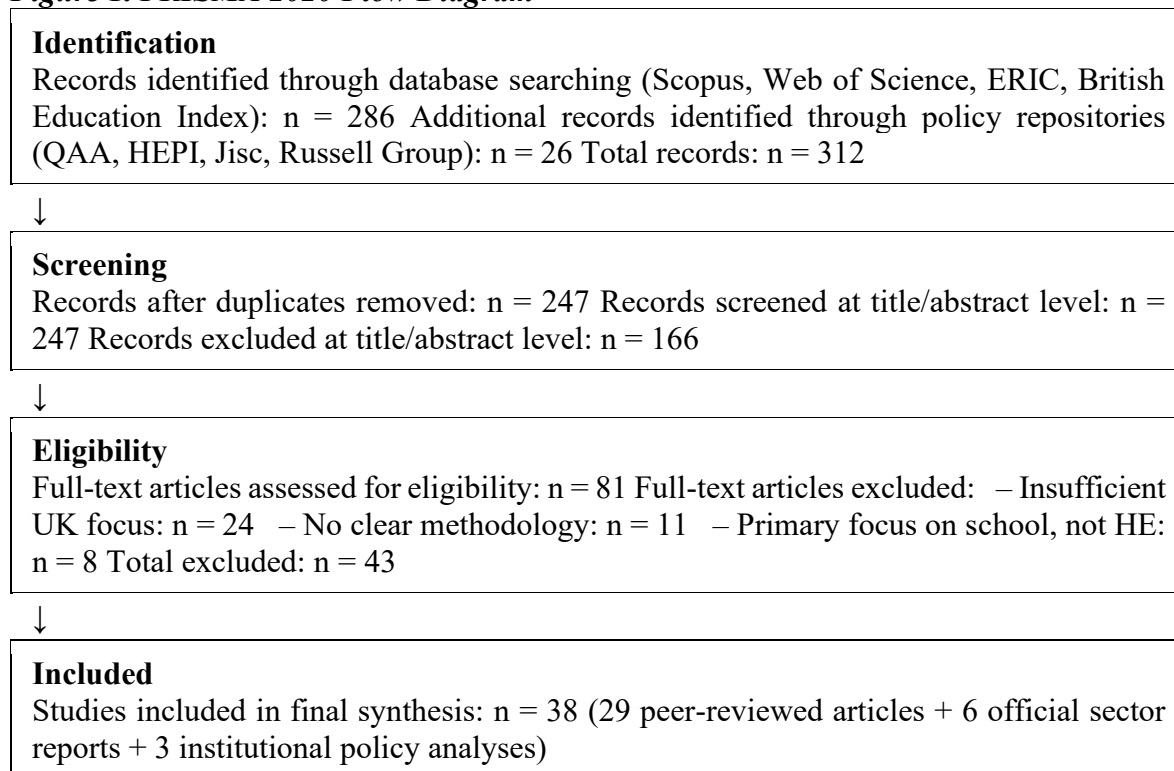 Identification
Records identified through database searching (Scopus, Web of Science, ERIC, British
Education Index): n = 286 Additional records identified through policy repositories
(QAA, HEPI, Jisc, Russell Group): n = 26 Total records: n = 312
↓
Screening
Records after duplicates removed: n = 247 Records screened at title/abstract level: n =
247 Records excluded at title/abstract level: n = 166
↓
Eligibility
Full-text articles assessed for eligibility: n = 81 Full-text articles excluded: – Insufficient
UK focus: n = 24 – No clear methodology: n = 11 – Primary focus on school, not HE:
n = 8 Total excluded: n = 43
↓
Included
Studies included in final synthesis: n = 38 (29 peer-reviewed articles + 6 official sector
reports + 3 institutional policy analyses)